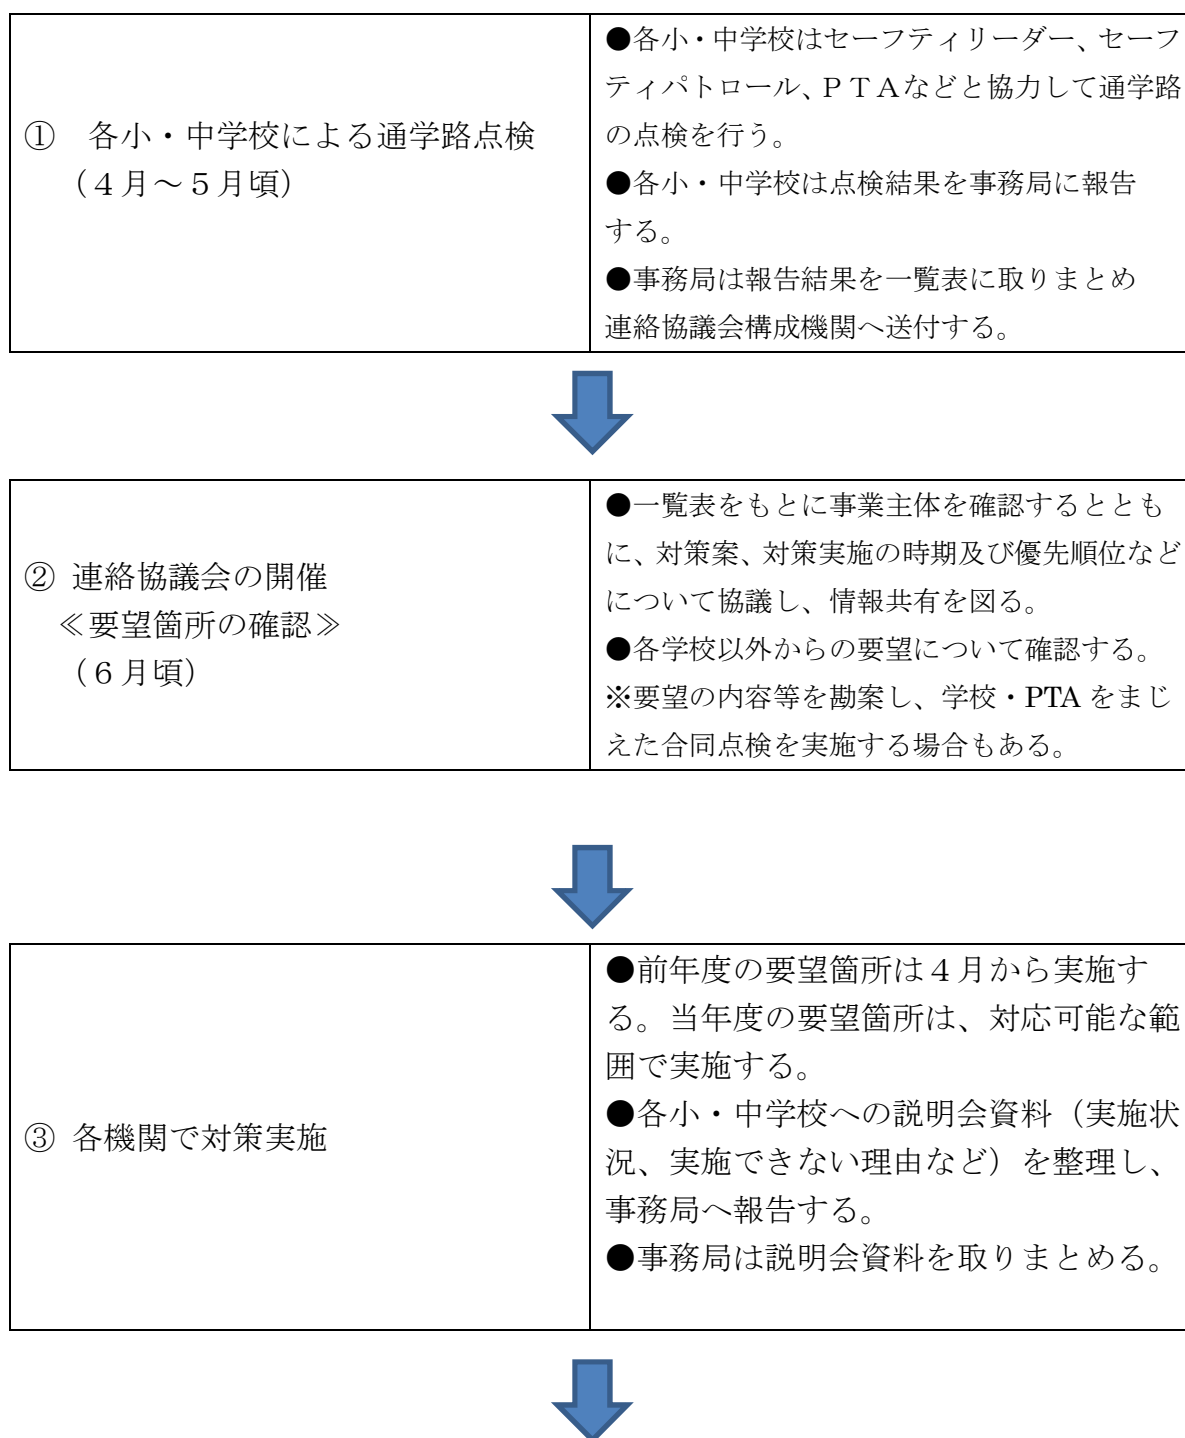 ①　各小・中学校による通学路点検
（４月～５月頃）
●各小・中学校はセーフティリーダー、セーフ
ティパトロール、ＰＴＡなどと協力して通学路
の点検を行う。
●各小・中学校は点検結果を事務局に報告
する。
●事務局は報告結果を一覧表に取りまとめ
連絡協議会構成機関へ送付する。
② 連絡協議会の開催
≪要望箇所の確認≫
（６月頃）
●一覧表をもとに事業主体を確認するととも
に、対策案、対策実施の時期及び優先順位など
について協議し、情報共有を図る。
●各学校以外からの要望について確認する。
※要望の内容等を勘案し、学校・PTA をまじ
えた合同点検を実施する場合もある。
③ 各機関で対策実施
●前年度の要望箇所は４月から実施す
る。当年度の要望箇所は、対応可能な範
囲で実施する。
●各小・中学校への説明会資料（実施状
況、実施できない理由など）を整理し、
事務局へ報告する。
●事務局は説明会資料を取りまとめる。